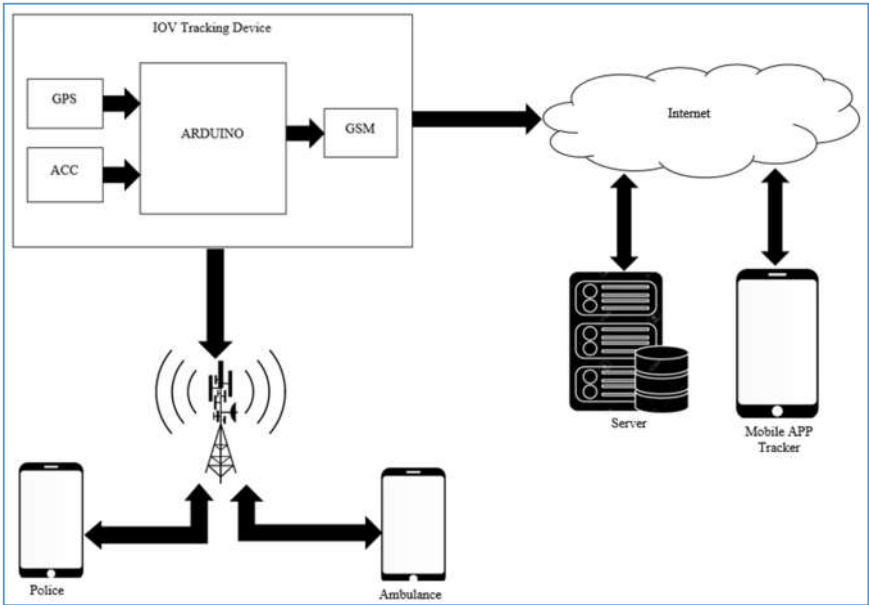 IOV Tracking Device
GPS
ARDUINO
GSM
ACC
Internet
Server
Mobile APP
Tracker
Police
Ambulance